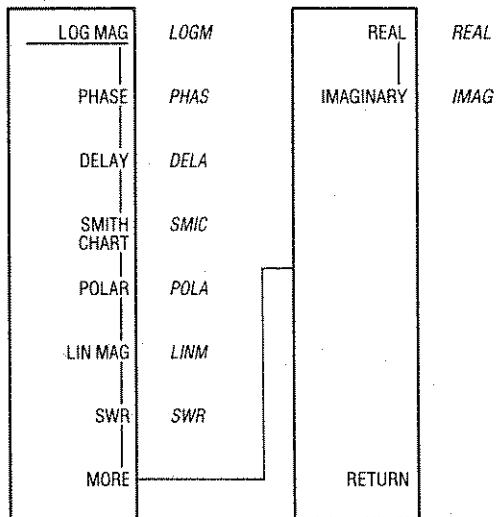 LOG MAG LOGM
PHASE PHAS
DELAY DELA
SMITH
CHART SMIC
POLAR POLA
LIN MAG LINM
SWR SWR
MORE
REAL REAL
IMAGINARY IMAG
RETURN